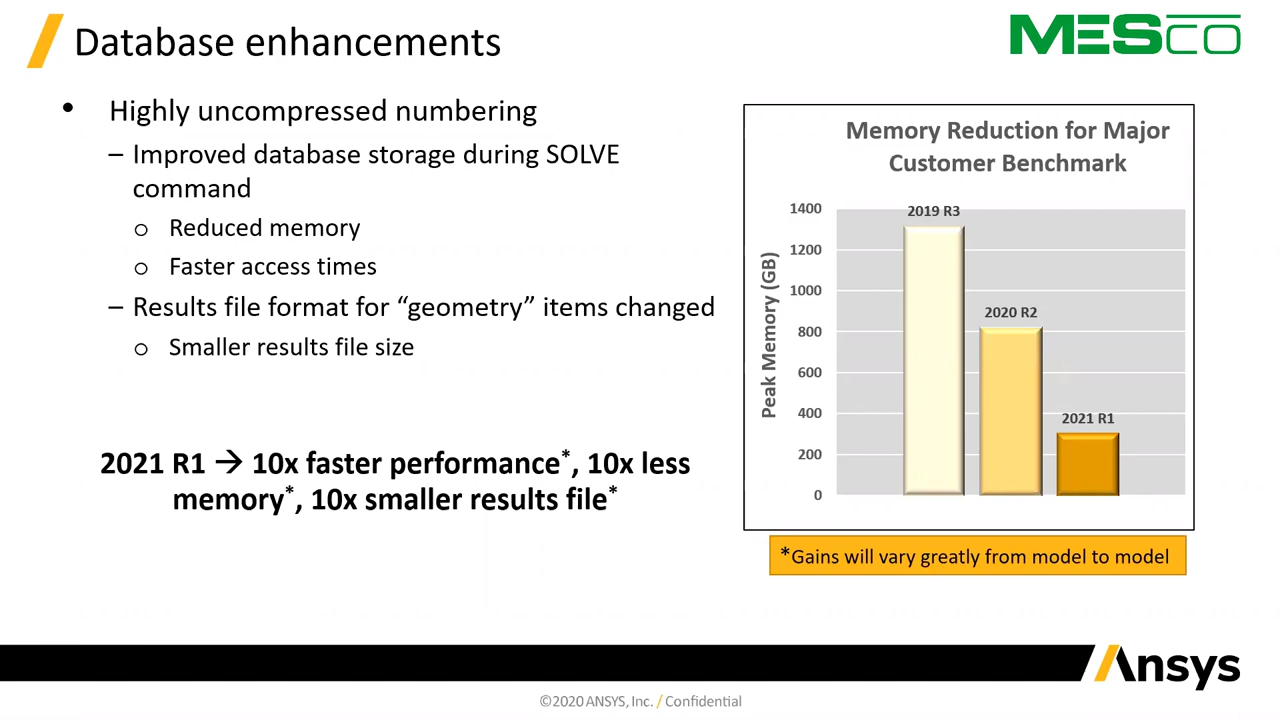 Database enhancements
MESco
• Highly uncompressed numbering
– Improved database storage during SOLVE
command
o Reduced memory
o Faster access times
– Results file format for “geometry” items changed
o Smaller results file size
2021 R1 → 10x faster performance*, 10x less
memory*, 10x smaller results file*
Memory Reduction for Major
Customer Benchmark
Peak Memory (GB)
1400
1200
1000
800
600
400
200
0
2019 R3
2020 R2
2021 R1
*Gains will vary greatly from model to model
Ansys
©2020 ANSYS, Inc. / Confidential